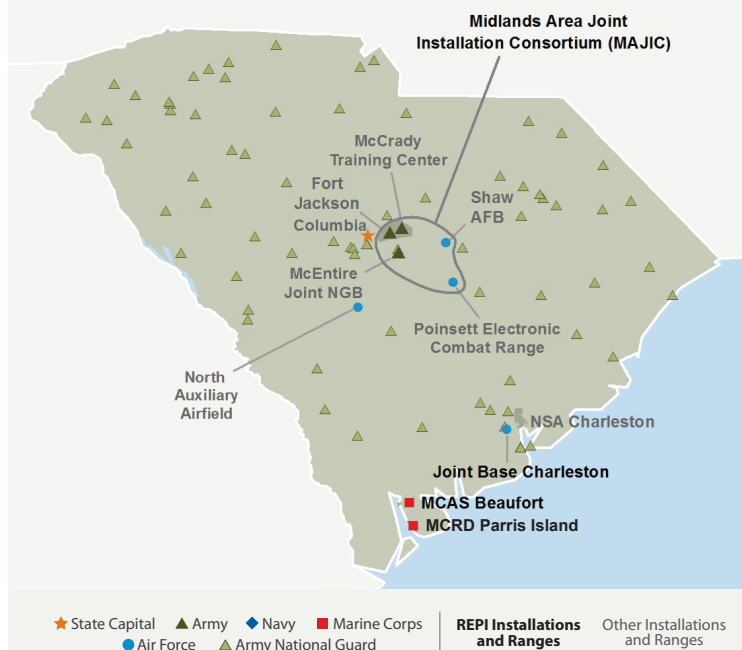 Midlands Area Joint
Installation Consortium (MAJIC)
McCrady
Training Center
Fort
Jackson
Shaw
AFB
Columbia
McEntire
Joint NGB
Poinsett Electronic
Combat Range
North
Auxiliary
Airfield
NSA Charleston
Joint Base Charleston
MCAS Beaufort
MCRD Parris Island
State Capital
Army
Navy
Marine Corps
Air Force
Army National Guard
REPI Installations
and Ranges
Other Installations
and Ranges